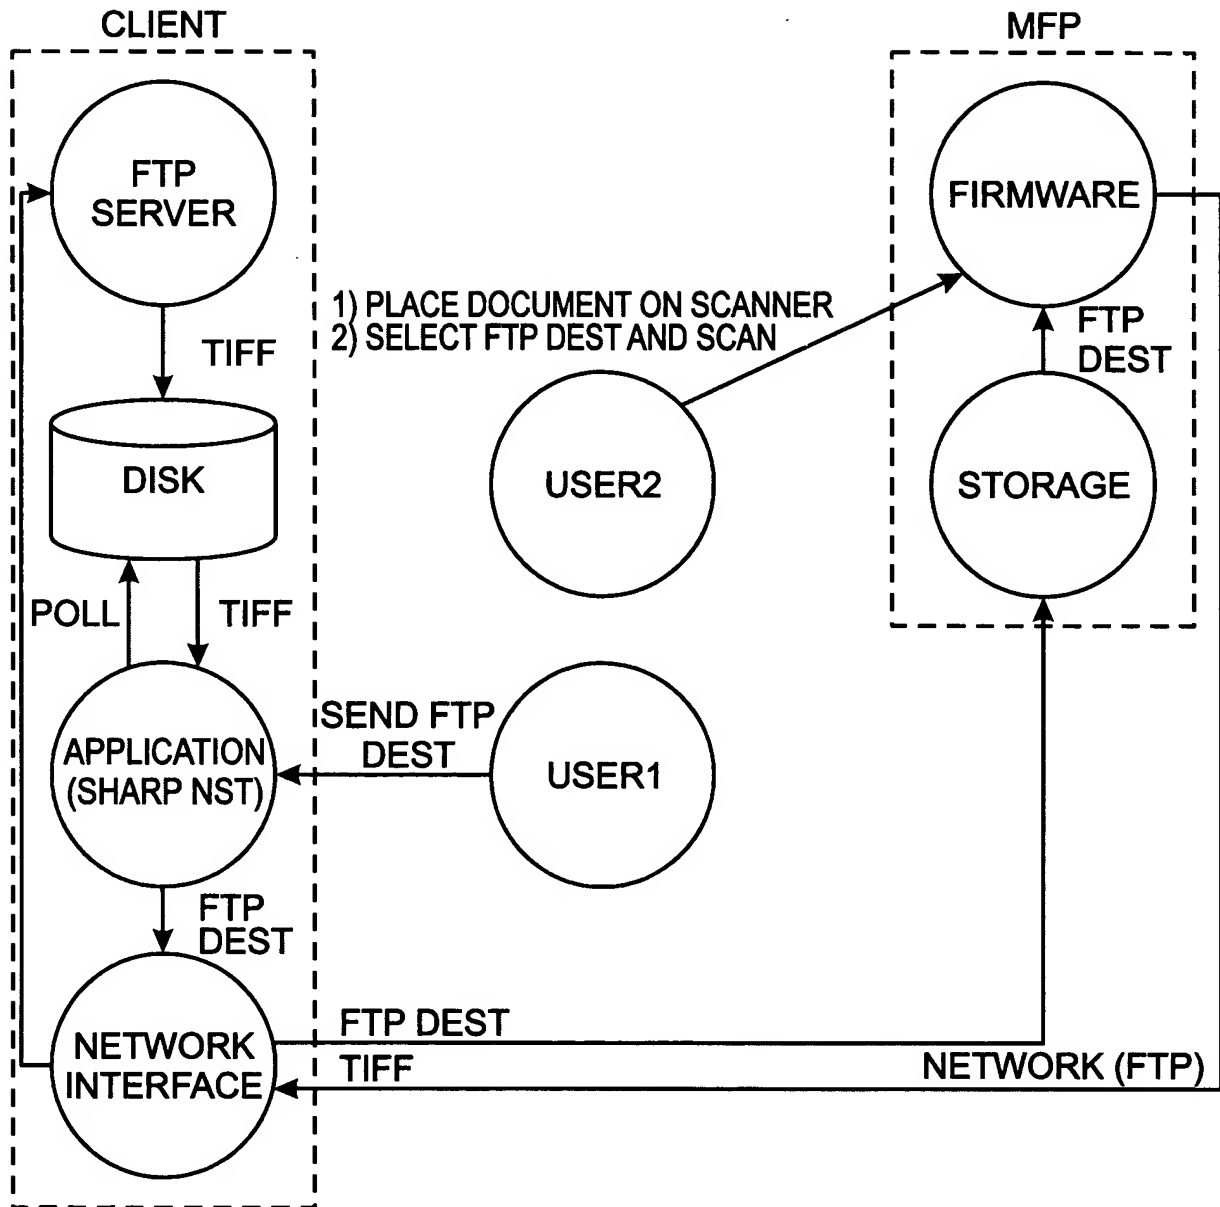 CLIENT
MFP
FTP
SERVER
FIRMWARE
1) PLACE DOCUMENT ON SCANNER
2) SELECT FTP DEST AND SCAN
FTP
DEST
TIFF
DISK
USER2
STORAGE
POLL
TIFF
SEND FTP
DEST
APPLICATION
(SHARP NST)
USER1
FTP
DEST
NETWORK
INTERFACE
FTP DEST
TIFF
NETWORK (FTP)